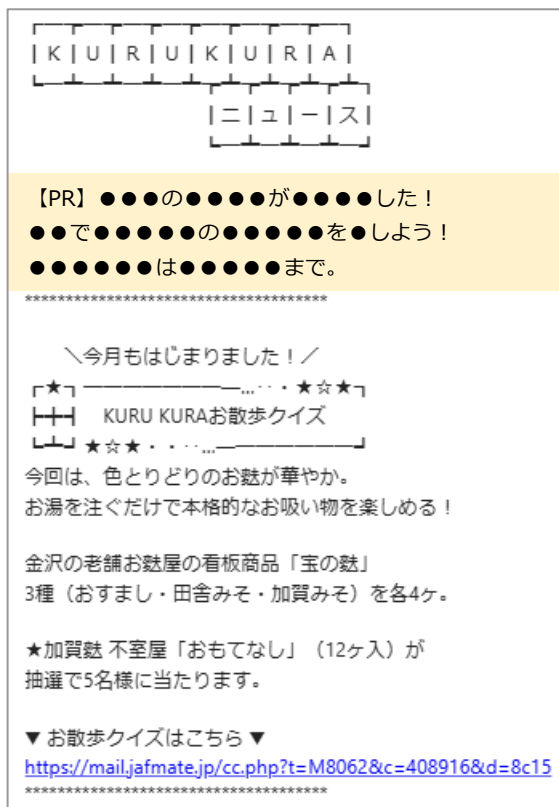 |K|U|R|U|K|U|R|A|
|ニ|ュ|ー|ス|
【PR】●●●の●●●●が●●●●した！
●●で●●●●●の●●●●●を●しよう！
●●●●●●は●●●●●まで。
*************************************
＼今月もはじまりました！／
┏★┓━━━━━━━━…‥・★☆★┓
┣╋┫ KURU KURAお散歩クイズ
┗┻┛★☆★・・‥…━━━━━━━┛
今回は、色とりどりのお麩が華やか。
お湯を注ぐだけで本格的なお吸い物を楽しめる！
金沢の老舗お麩屋の看板商品「宝の麩」
3種（おすまし・田舎みそ・加賀みそ）を各4ヶ。
★加賀麩 不室屋「おもてなし」（12ヶ入）が
抽選で5名様に当たります。
▼お散歩クイズはこちら▼
https://mail.jafmate.jp/cc.php?t=M8062&c=408916&d=8c15
*************************************